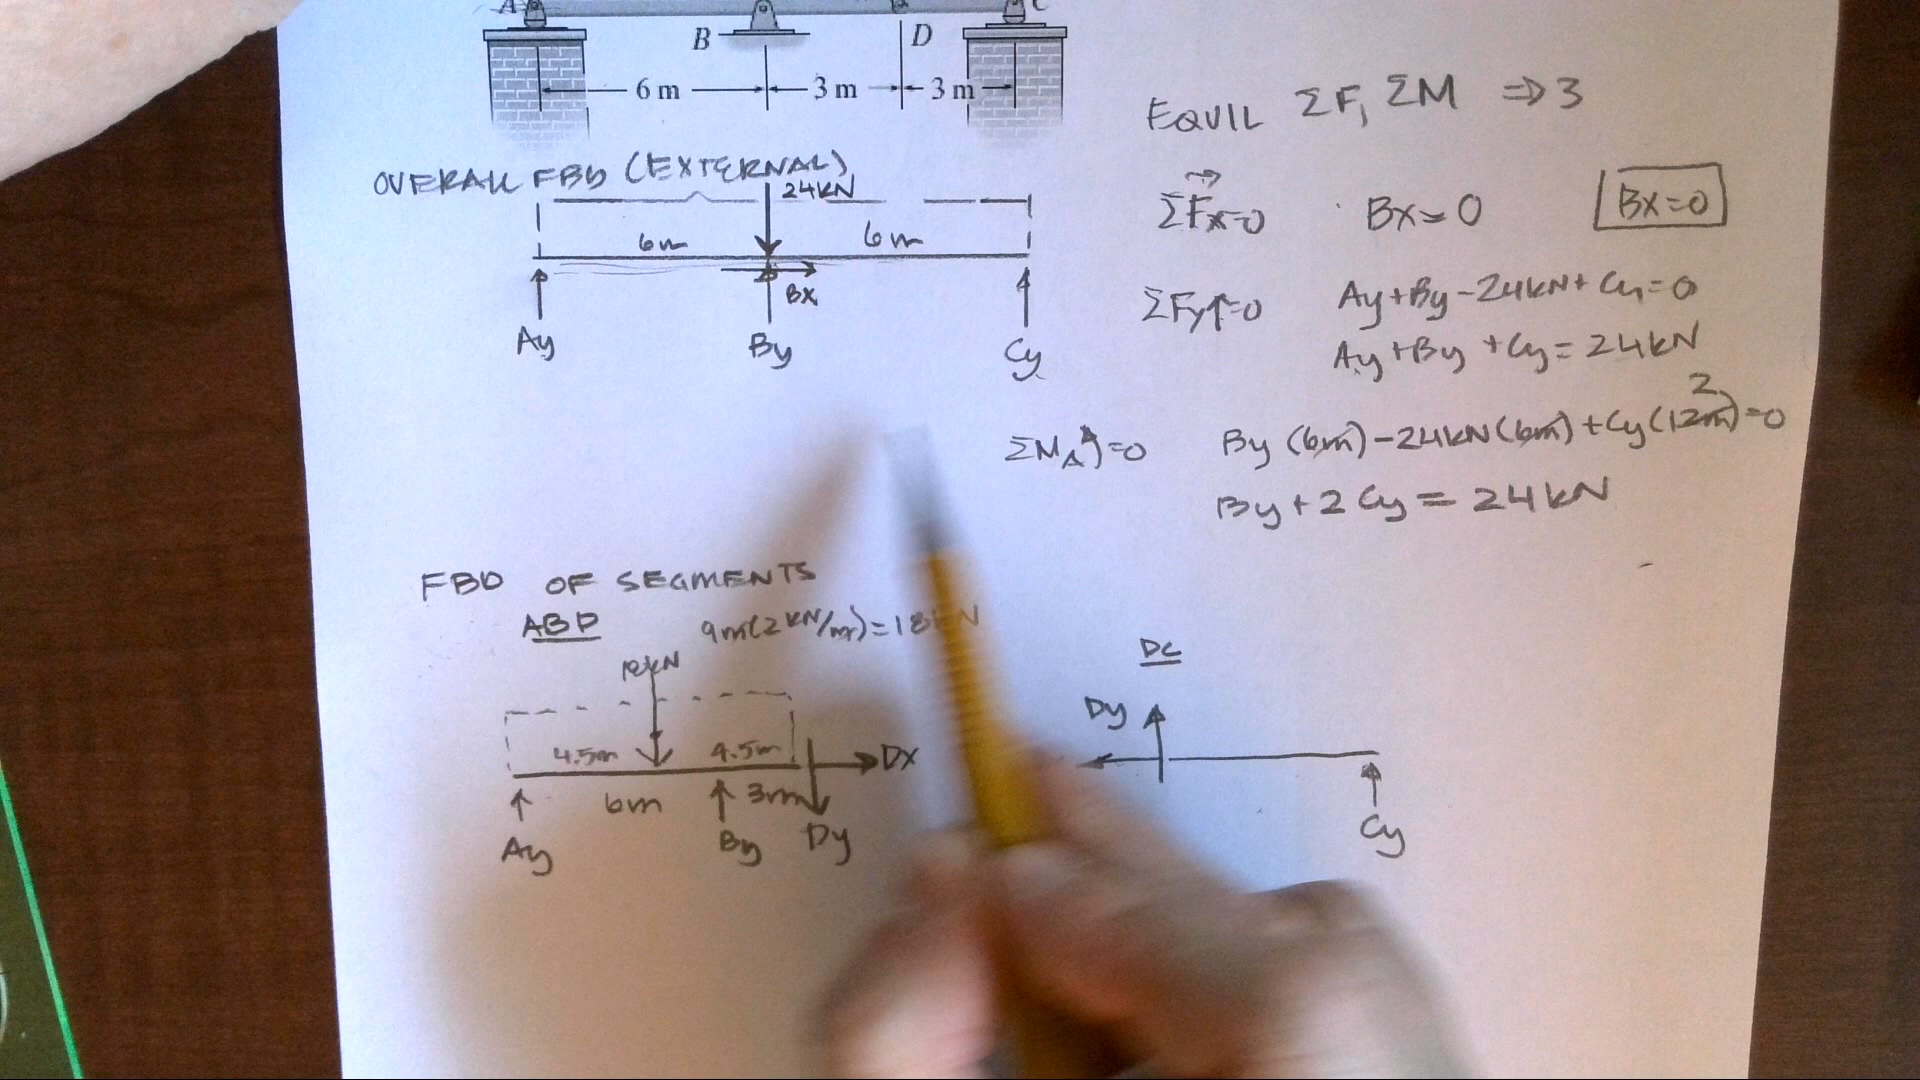 A
C
B
D
6 m
3 m
3 m
EQUIL ΣF, ΣM ⇒ 3
OVERALL FBD (EXTERNAL)
24KN
6m
6m
Bx
Ay
By
Cy
ΣFx=0 Bx=0 Bx=0
ΣFy↑=0 Ay+By-24KN+Cy=0
Ay+By+Cy=24KN
2
ΣMA=0 By(6m)-24KN(6m)+Cy(12m)=0
By+2Cy=24KN
FBD OF SEGMENTS
ABD 9m(2KN/m)=18KN
4.5m
4.5m
Dx
6m
3m
Ay
By
Dy
DC
Dy
Cy